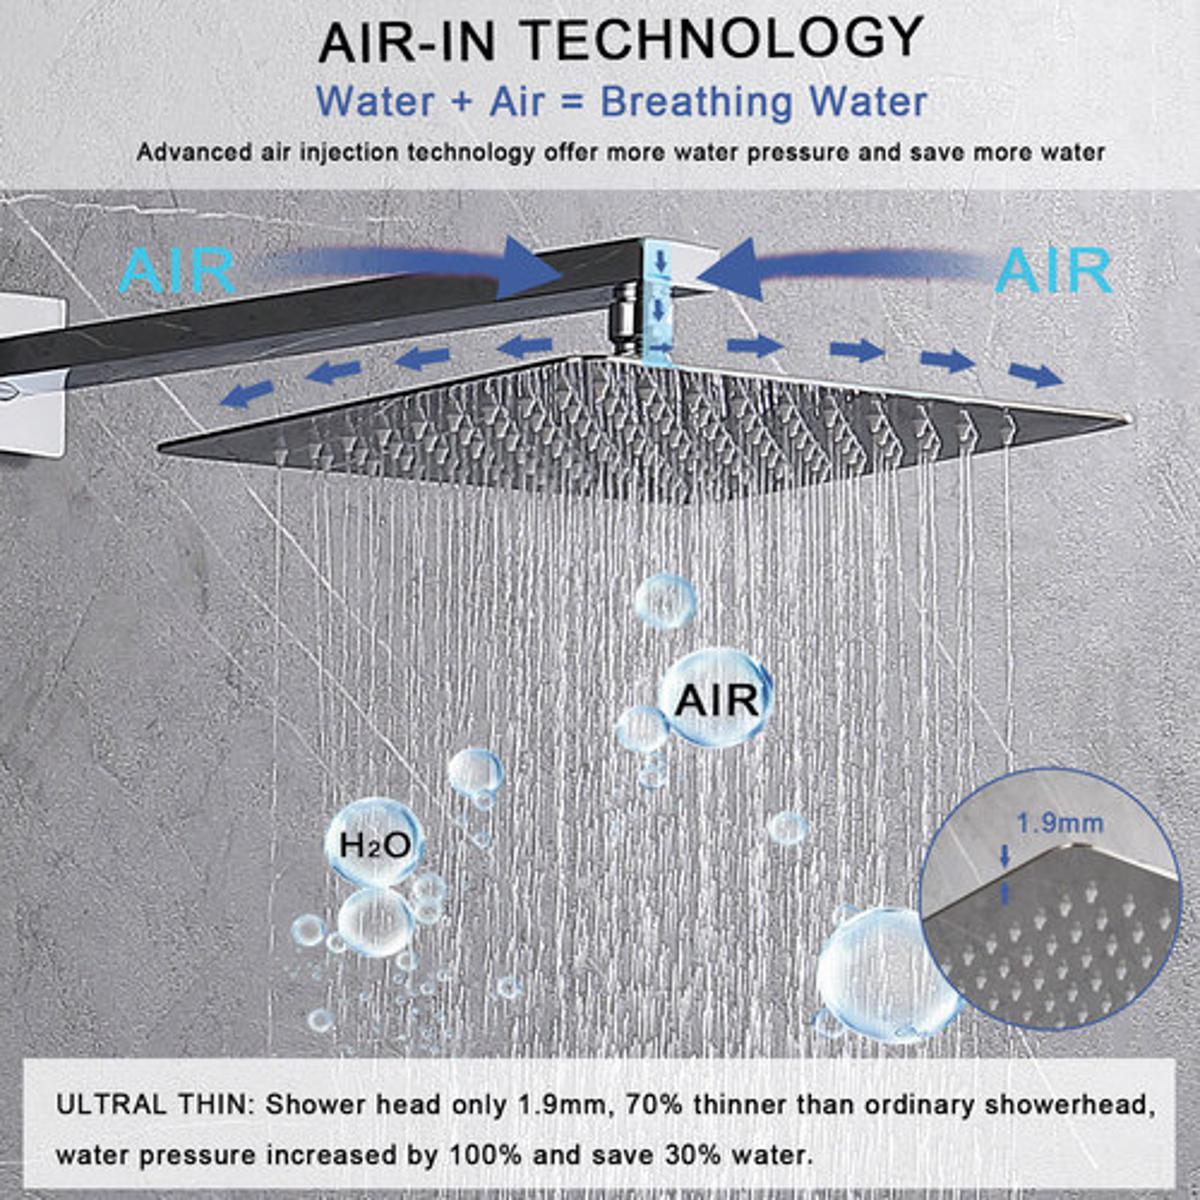 AIR-IN TECHNOLOGY
Water + Air = Breathing Water
Advanced air injection technology offer more water pressure and save more water
AIR
AIR
AIR
H₂O
1.9mm
ULTRAL THIN: Shower head only 1.9mm, 70% thinner than ordinary showerhead,
water pressure increased by 100% and save 30% water.